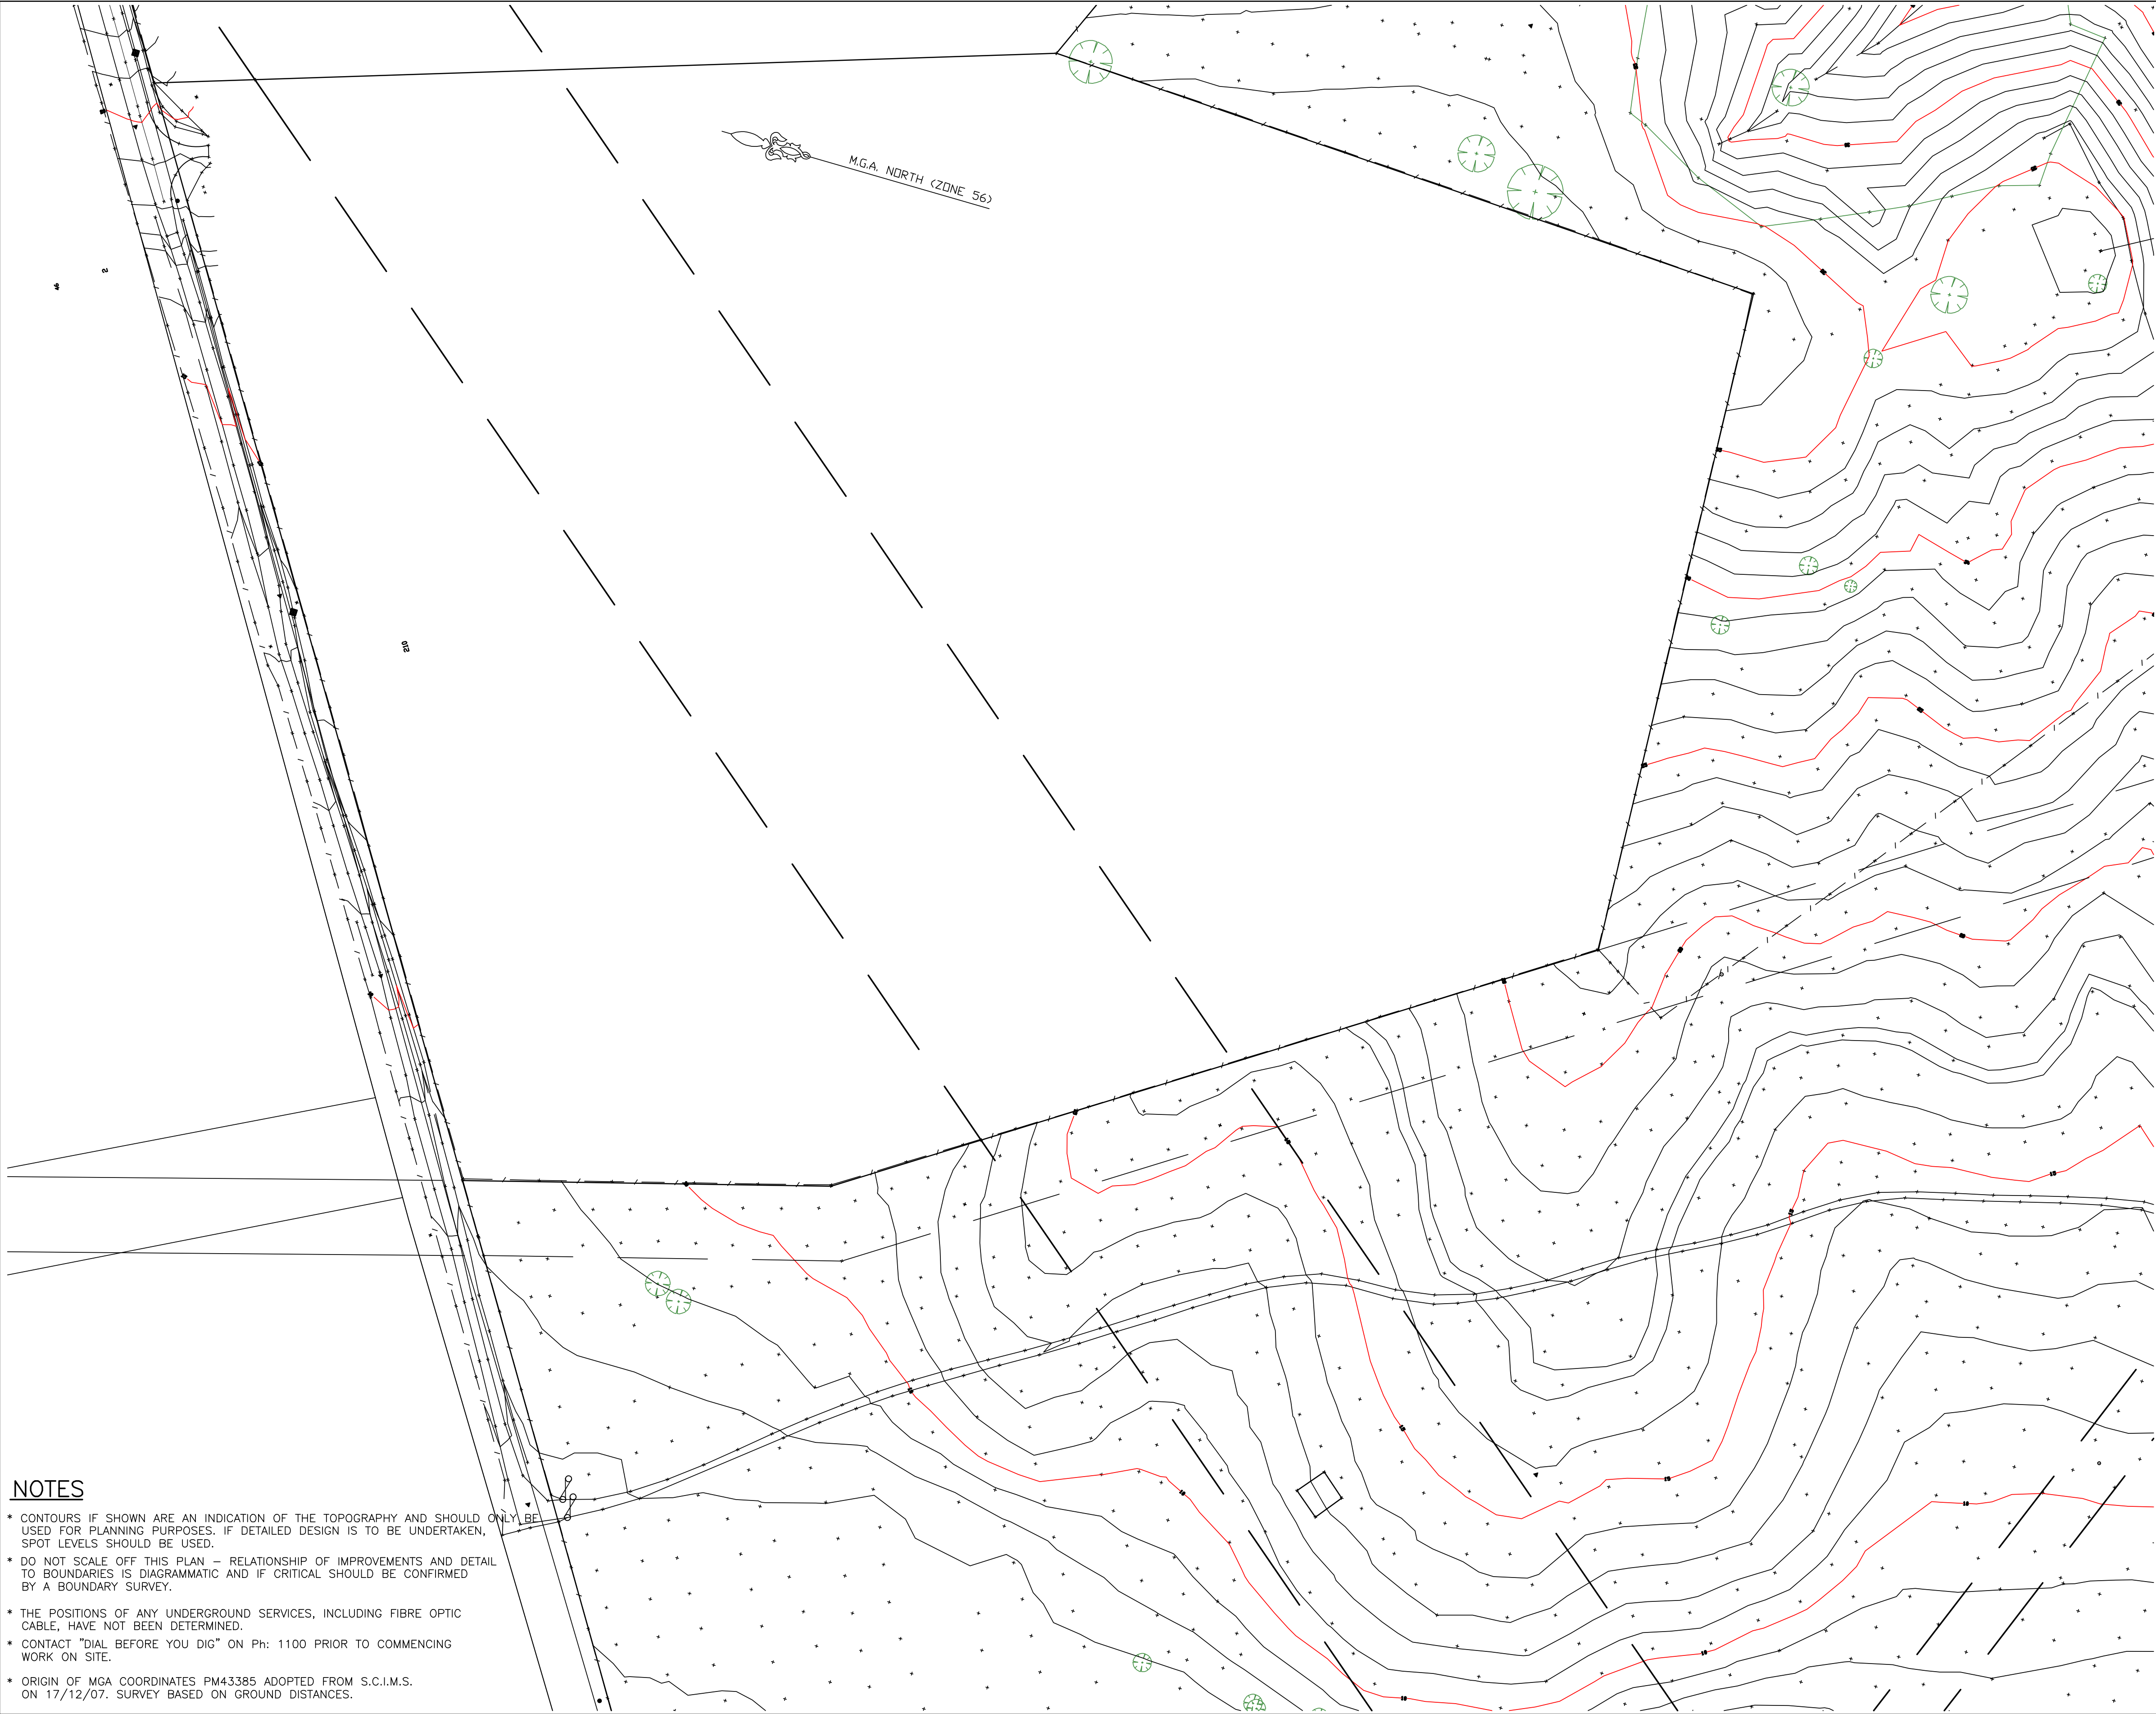 M.G.A. NORTH (ZONE 56)
2
210
NOTES
* CONTOURS IF SHOWN ARE AN INDICATION OF THE TOPOGRAPHY AND SHOULD ONLY BE
USED FOR PLANNING PURPOSES. IF DETAILED DESIGN IS TO BE UNDERTAKEN,
SPOT LEVELS SHOULD BE USED.
* DO NOT SCALE OFF THIS PLAN – RELATIONSHIP OF IMPROVEMENTS AND DETAIL
TO BOUNDARIES IS DIAGRAMMATIC AND IF CRITICAL SHOULD BE CONFIRMED
BY A BOUNDARY SURVEY.
* THE POSITIONS OF ANY UNDERGROUND SERVICES, INCLUDING FIBRE OPTIC
CABLE, HAVE NOT BEEN DETERMINED.
* CONTACT "DIAL BEFORE YOU DIG" ON Ph: 1100 PRIOR TO COMMENCING
WORK ON SITE.
* ORIGIN OF MGA COORDINATES PM43385 ADOPTED FROM S.C.I.M.S.
ON 17/12/07. SURVEY BASED ON GROUND DISTANCES.